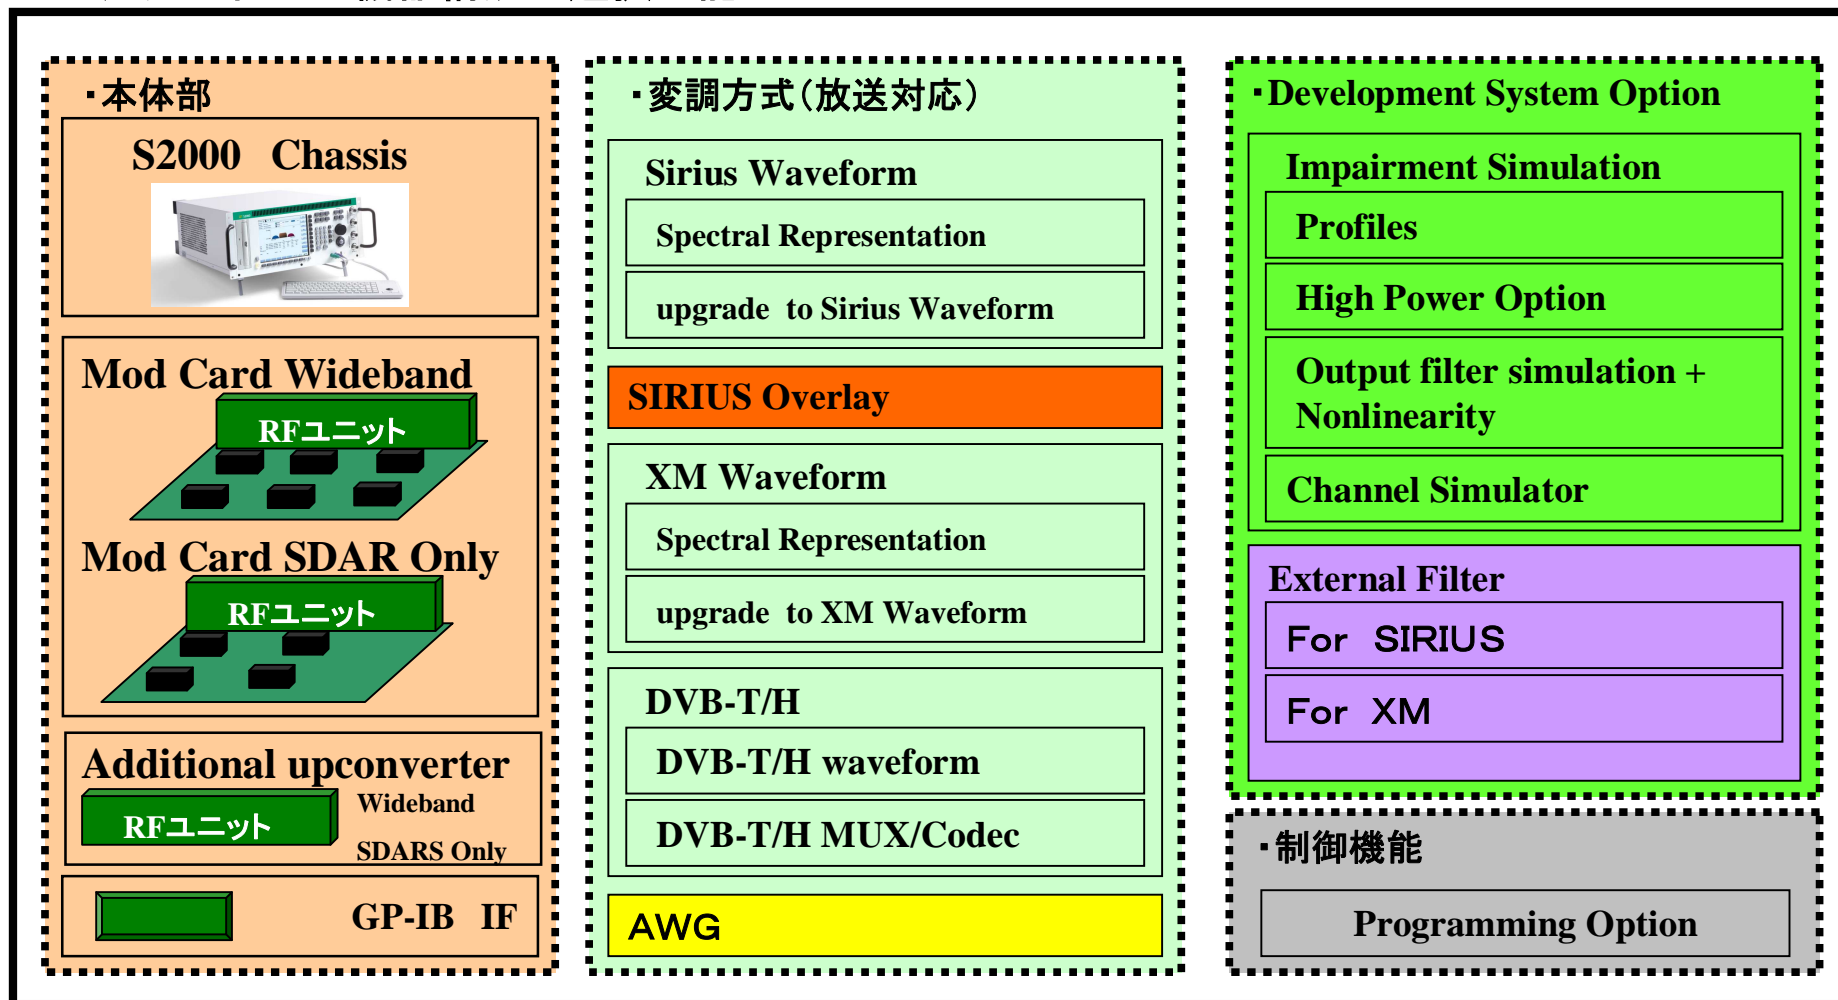 ・本体部
S2000 Chassis
Mod Card Wideband
RFユニット
Mod Card SDAR Only
RFユニット
Additional upconverter
RFユニット
Wideband
SDARS Only
GP-IB IF
・変調方式（放送対応）
Sirius Waveform
Spectral Representation
upgrade to Sirius Waveform
SIRIUS Overlay
XM Waveform
Spectral Representation
upgrade to XM Waveform
DVB-T/H
DVB-T/H waveform
DVB-T/H MUX/Codec
AWG
・Development System Option
Impairment Simulation
Profiles
High Power Option
Output filter simulation +
Nonlinearity
Channel Simulator
External Filter
For SIRIUS
For XM
・制御機能
Programming Option